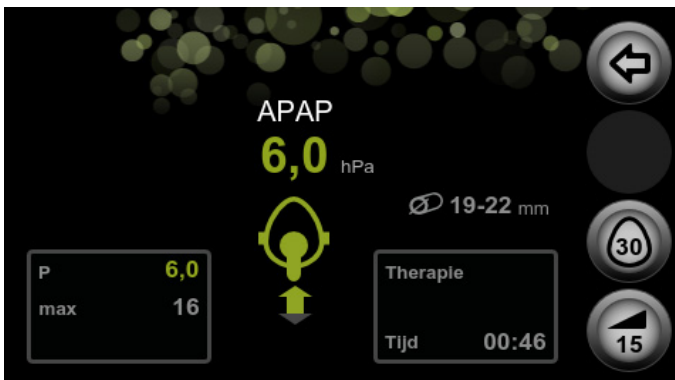 APAP
6,0 hPa
19-22 mm
P 6,0
max 16
Therapie
Tijd 00:46
30
15